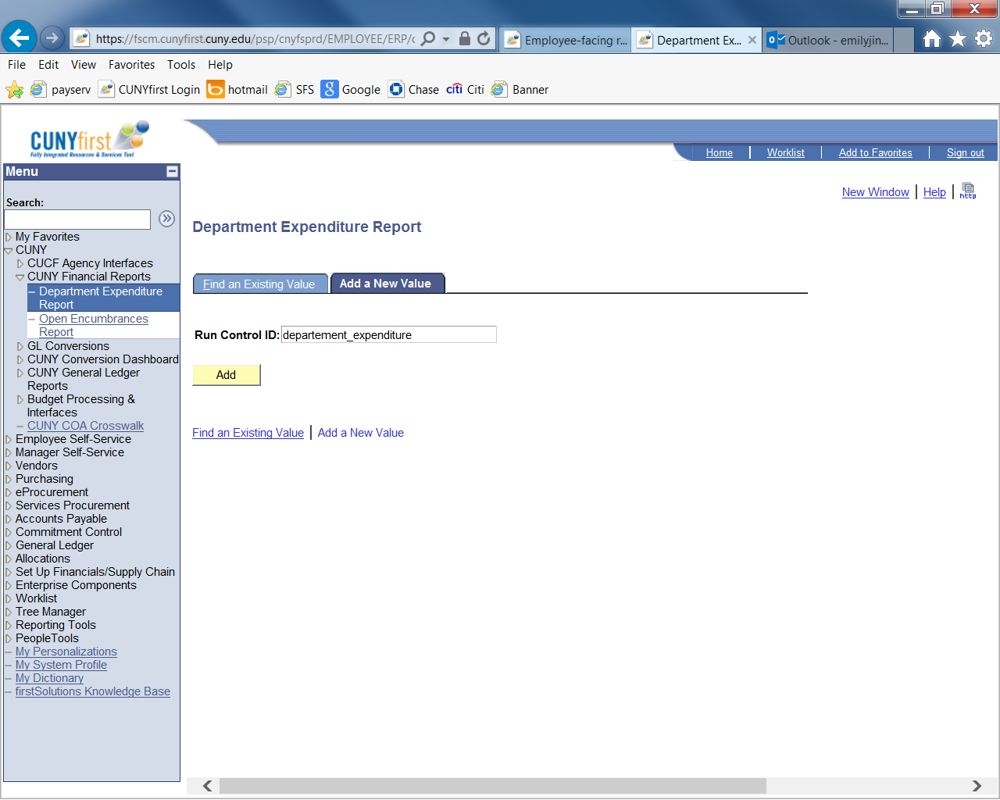 https://fscm.cunyfirst.cuny.edu/psp/cnyfsprd/EMPLOYEE/ERP/c
Employee-facing r...
Department Ex...
Outlook - emilyjin...
File Edit View Favorites Tools Help
payserv CUNYfirst Login hotmail SFS Google Chase citi Citi Banner
CUNYfirst
Fully Integrated Resources & Services Tool
Home Worklist Add to Favorites Sign out
Menu
New Window Help http
Search:
My Favorites
CUNY
CUCF Agency Interfaces
CUNY Financial Reports
Department Expenditure
Report
Open Encumbrances
Report
GL Conversions
CUNY Conversion Dashboard
CUNY General Ledger
Reports
Budget Processing &
Interfaces
CUNY COA Crosswalk
Employee Self-Service
Manager Self-Service
Vendors
Purchasing
eProcurement
Services Procurement
Accounts Payable
Commitment Control
General Ledger
Allocations
Set Up Financials/Supply Chain
Enterprise Components
Worklist
Tree Manager
Reporting Tools
PeopleTools
My Personalizations
My System Profile
My Dictionary
firstSolutions Knowledge Base
Department Expenditure Report
Find an Existing Value Add a New Value
Run Control ID: departement_expenditure
Add
Find an Existing Value Add a New Value